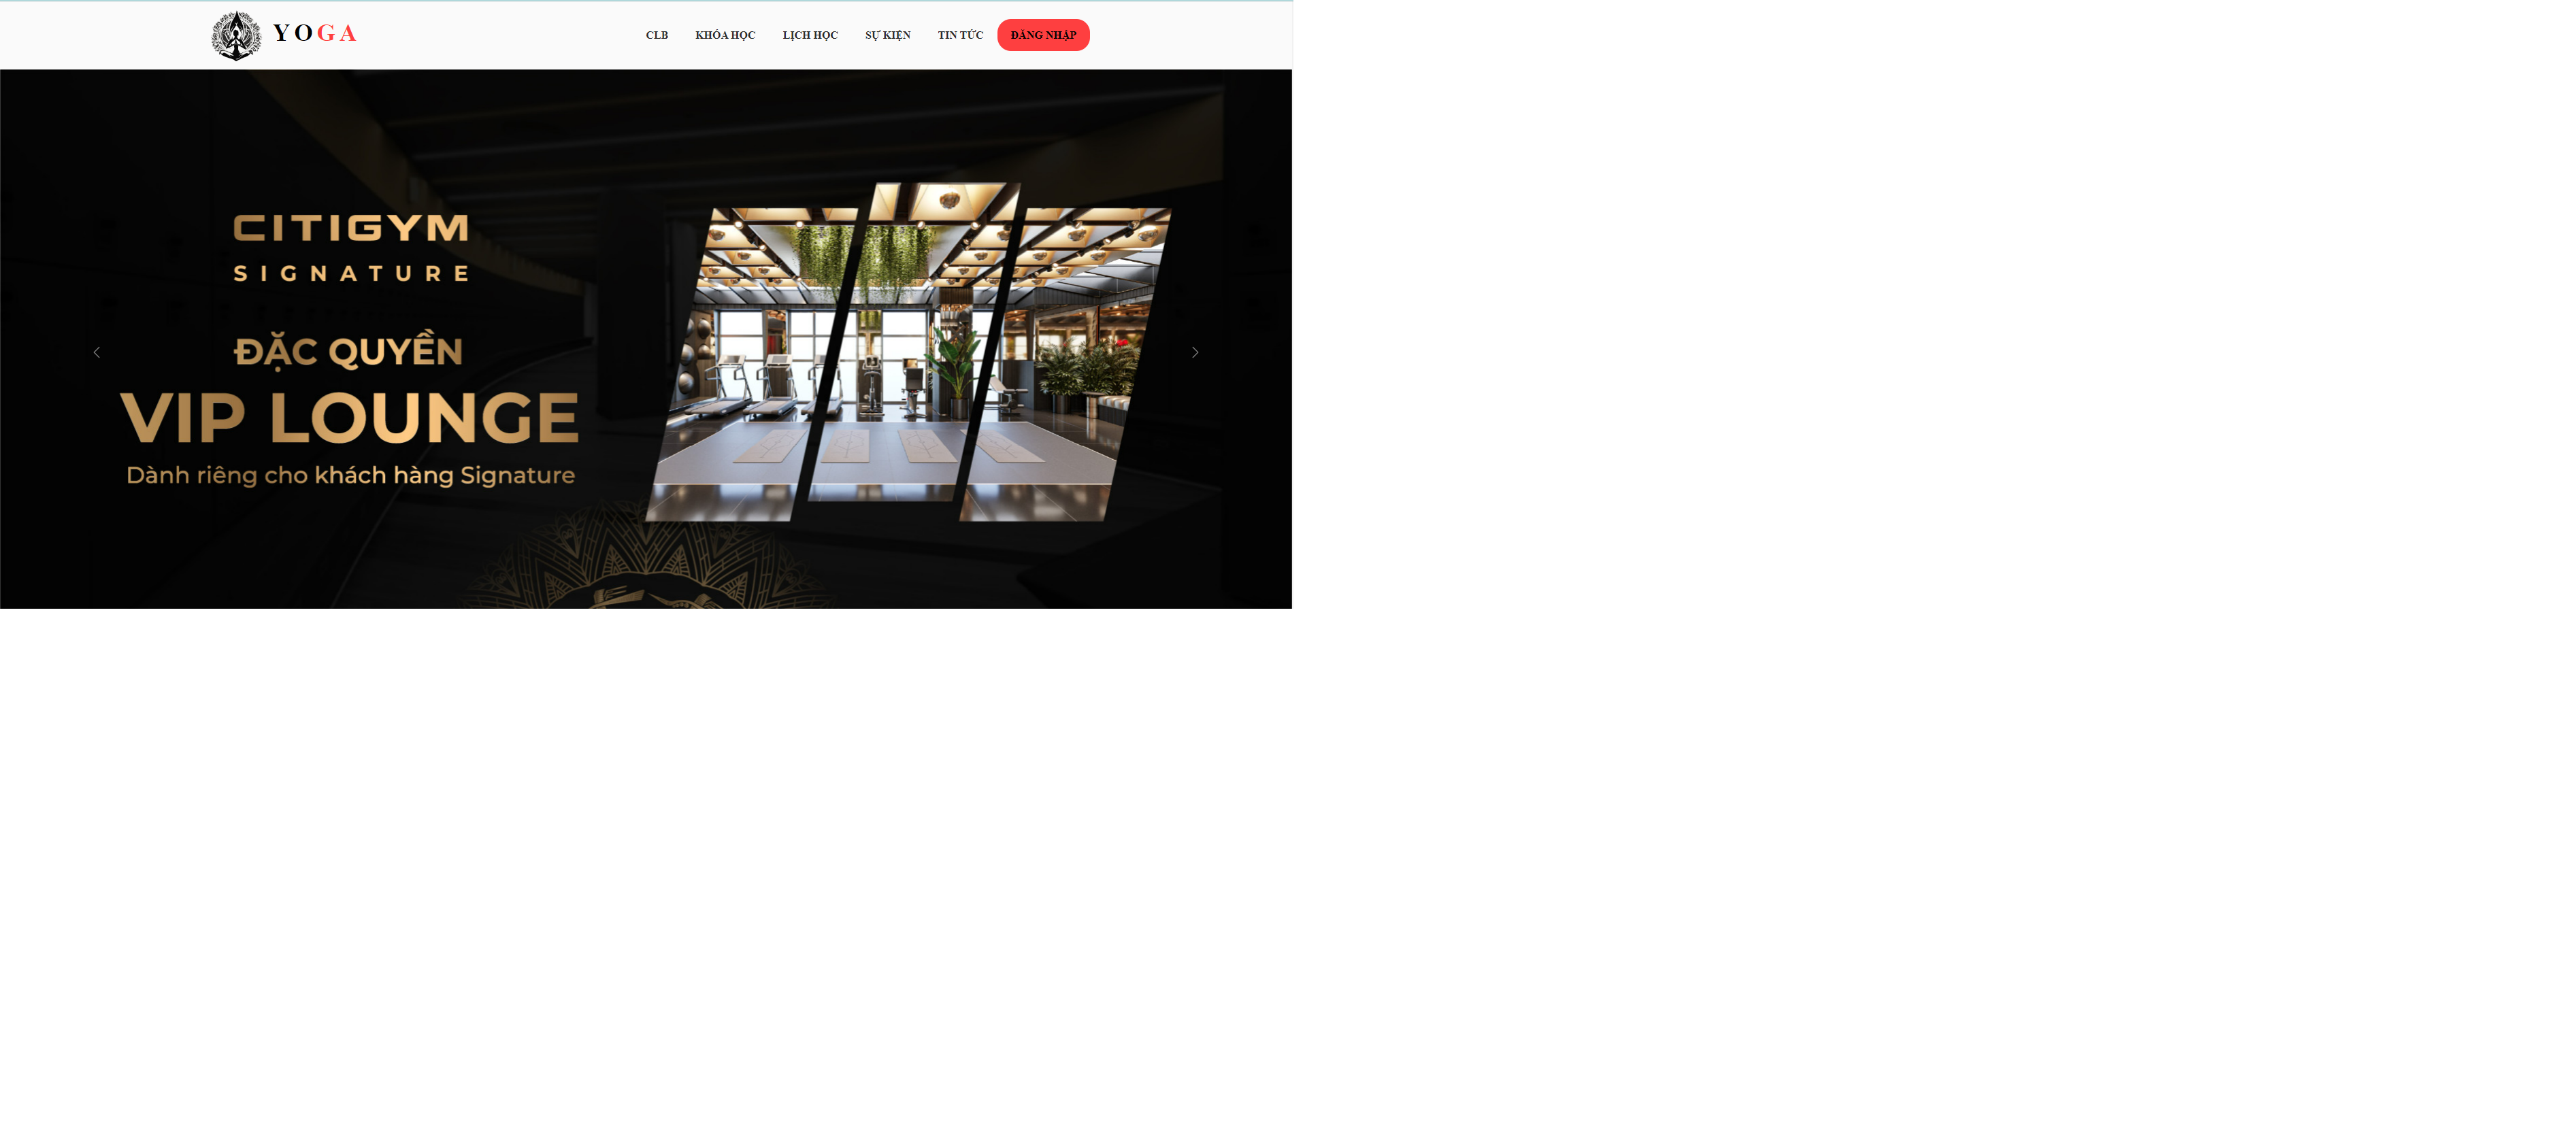 YOGA
CLB KHÓA HỌC LỊCH HỌC SỰ KIỆN TIN TỨC ĐĂNG NHẬP
CITIGYM
SIGNATURE
ĐẶC QUYỀN
VIP LOUNGE
Dành riêng cho khách hàng Signature